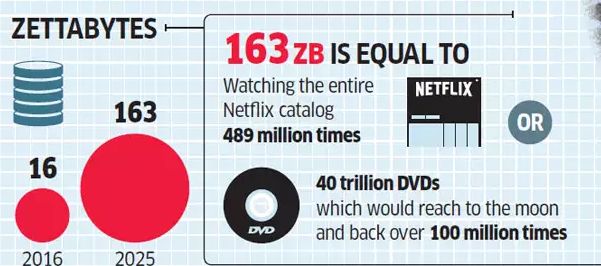 ZETTABYTES
163
16
2016
2025
163 ZB IS EQUAL TO
Watching the entire
Netflix catalog
489 million times
NETFLIX
OR
DVD
40 trillion DVDs
which would reach to the moon
and back over 100 million times